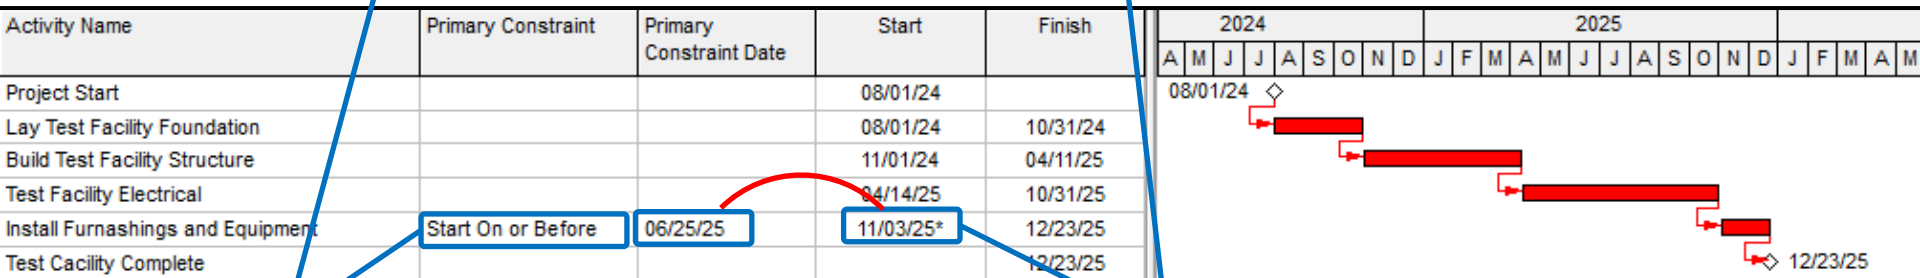 Activity Name Primary Constraint Primary Constraint Date Start Finish 2024 2025
A M J J A S O N D J F M A M J J A S O N D J F M A M
Project Start 08/01/24 08/01/24
Lay Test Facility Foundation 08/01/24 10/31/24
Build Test Facility Structure 11/01/24 04/11/25
Test Facility Electrical 04/14/25 10/31/25
Install Furnashings and Equipment Start On or Before 06/25/25 11/03/25* 12/23/25
Test Cacility Complete 12/23/25 12/23/25